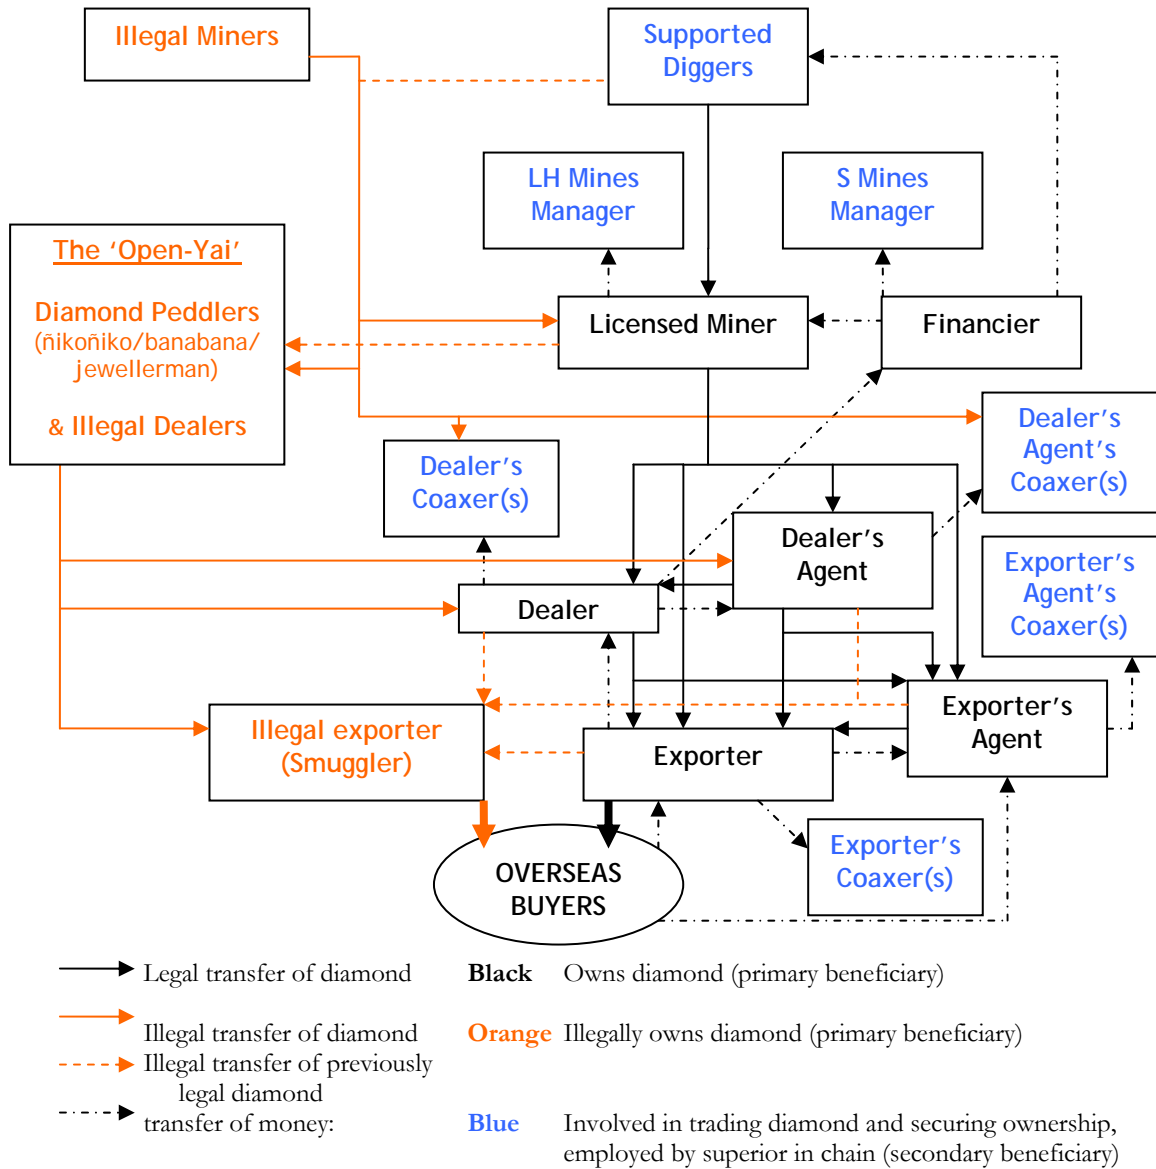 Illegal Miners
Supported
Diggers
LH Mines
Manager
S Mines
Manager
The ‘Open-Yai’
Diamond Peddlers
(ñikoñiko/banabana/
jewellerman)
& Illegal Dealers
Licensed Miner
Financier
Dealer’s
Coaxer(s)
Dealer’s
Agent’s
Coaxer(s)
Dealer’s
Agent
Exporter’s
Agent’s
Coaxer(s)
Dealer
Illegal exporter
(Smuggler)
Exporter
Exporter’s
Agent
Exporter’s
Coaxer(s)
OVERSEAS
BUYERS
Legal transfer of diamond
Illegal transfer of diamond
Illegal transfer of previously
legal diamond
transfer of money:
Black Owns diamond (primary beneficiary)
Orange Illegally owns diamond (primary beneficiary)
Blue Involved in trading diamond and securing ownership,
employed by superior in chain (secondary beneficiary)